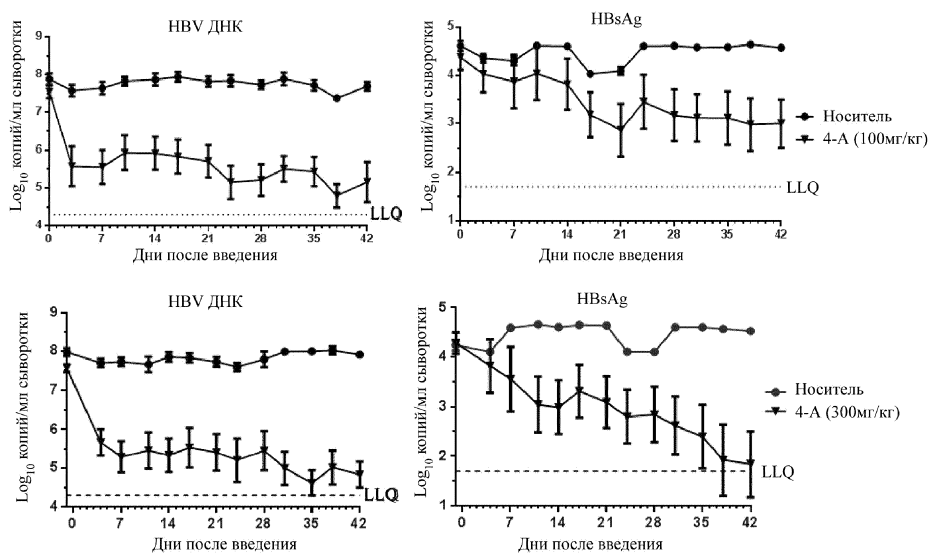 HBV ДНК
Log10 копий/мл сыворотки
9
8
7
6
5
4
LLQ
0 7 14 21 28 35 42
Дни после введения
HBsAg
Log10 копий/мл сыворотки
5
4
3
2
1
LLQ
0 7 14 21 28 35 42
Дни после введения
Носитель
4-A (100мг/кг)
HBV ДНК
Log10 копий/мл сыворотки
9
8
7
6
5
4
LLQ
0 7 14 21 28 35 42
Дни после введения
HBsAg
Log10 копий/мл сыворотки
5
4
3
2
1
LLQ
0 7 14 21 28 35 42
Дни после введения
Носитель
4-A (300мг/кг)